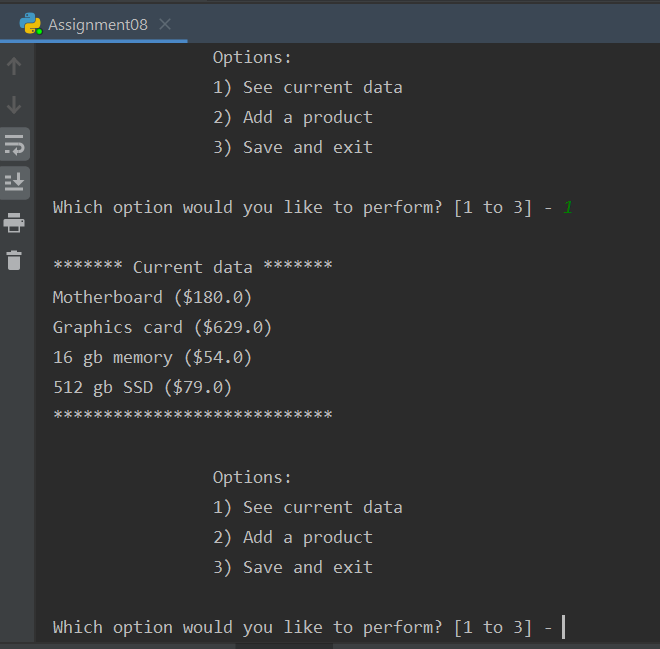 Assignment08
Options:
1) See current data
2) Add a product
3) Save and exit
Which option would you like to perform? [1 to 3] - 1
******* Current data *******
Motherboard ($180.0)
Graphics card ($629.0)
16 gb memory ($54.0)
512 gb SSD ($79.0)
****************************
Options:
1) See current data
2) Add a product
3) Save and exit
Which option would you like to perform? [1 to 3] -